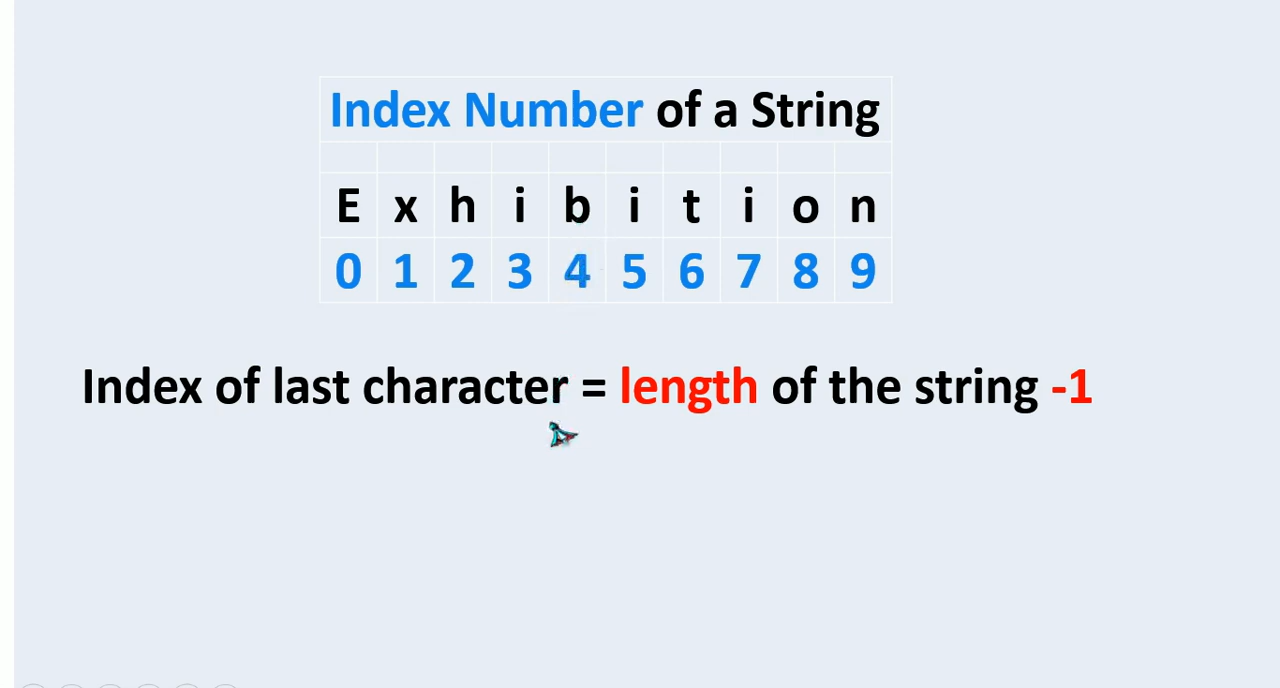 Index Number of a String
E x h i b i t i o n
0 1 2 3 4 5 6 7 8 9
Index of last character = length of the string -1